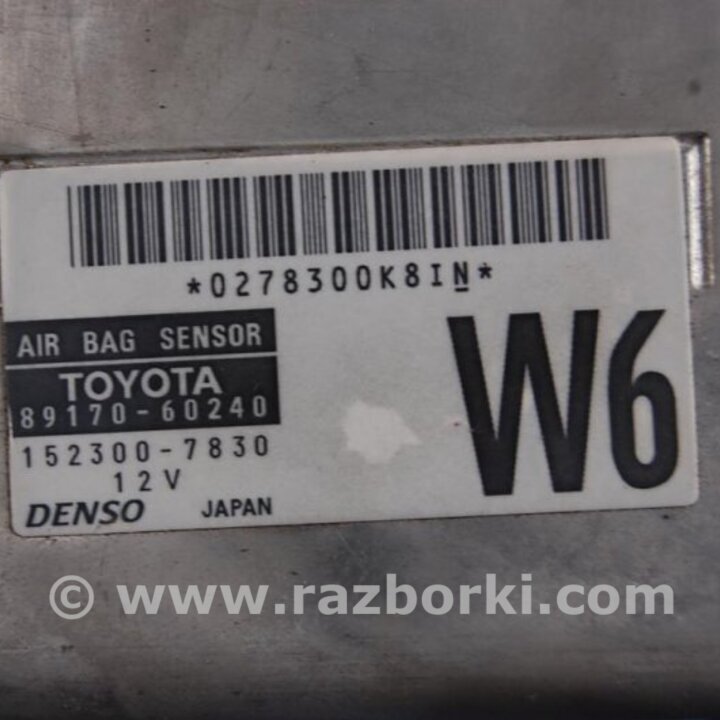 *0278300K8IN*
AIR BAG SENSOR
TOYOTA
89170-60240
152300-7830
12V
DENSO JAPAN
W6
© www.razborki.com